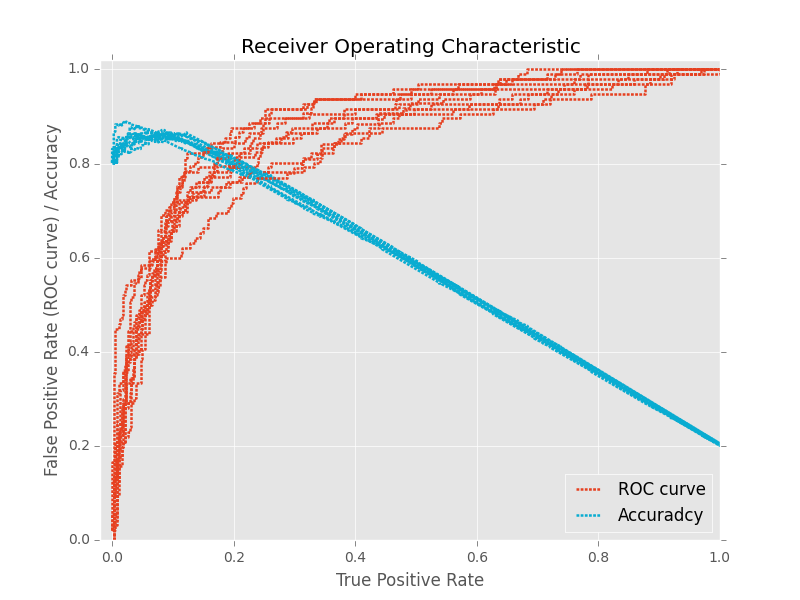 Receiver Operating Characteristic
False Positive Rate (ROC curve) / Accuracy
1.0
0.8
0.6
0.4
0.2
0.0
0.0 0.2 0.4 0.6 0.8 1.0
True Positive Rate
ROC curve
Accuradcy